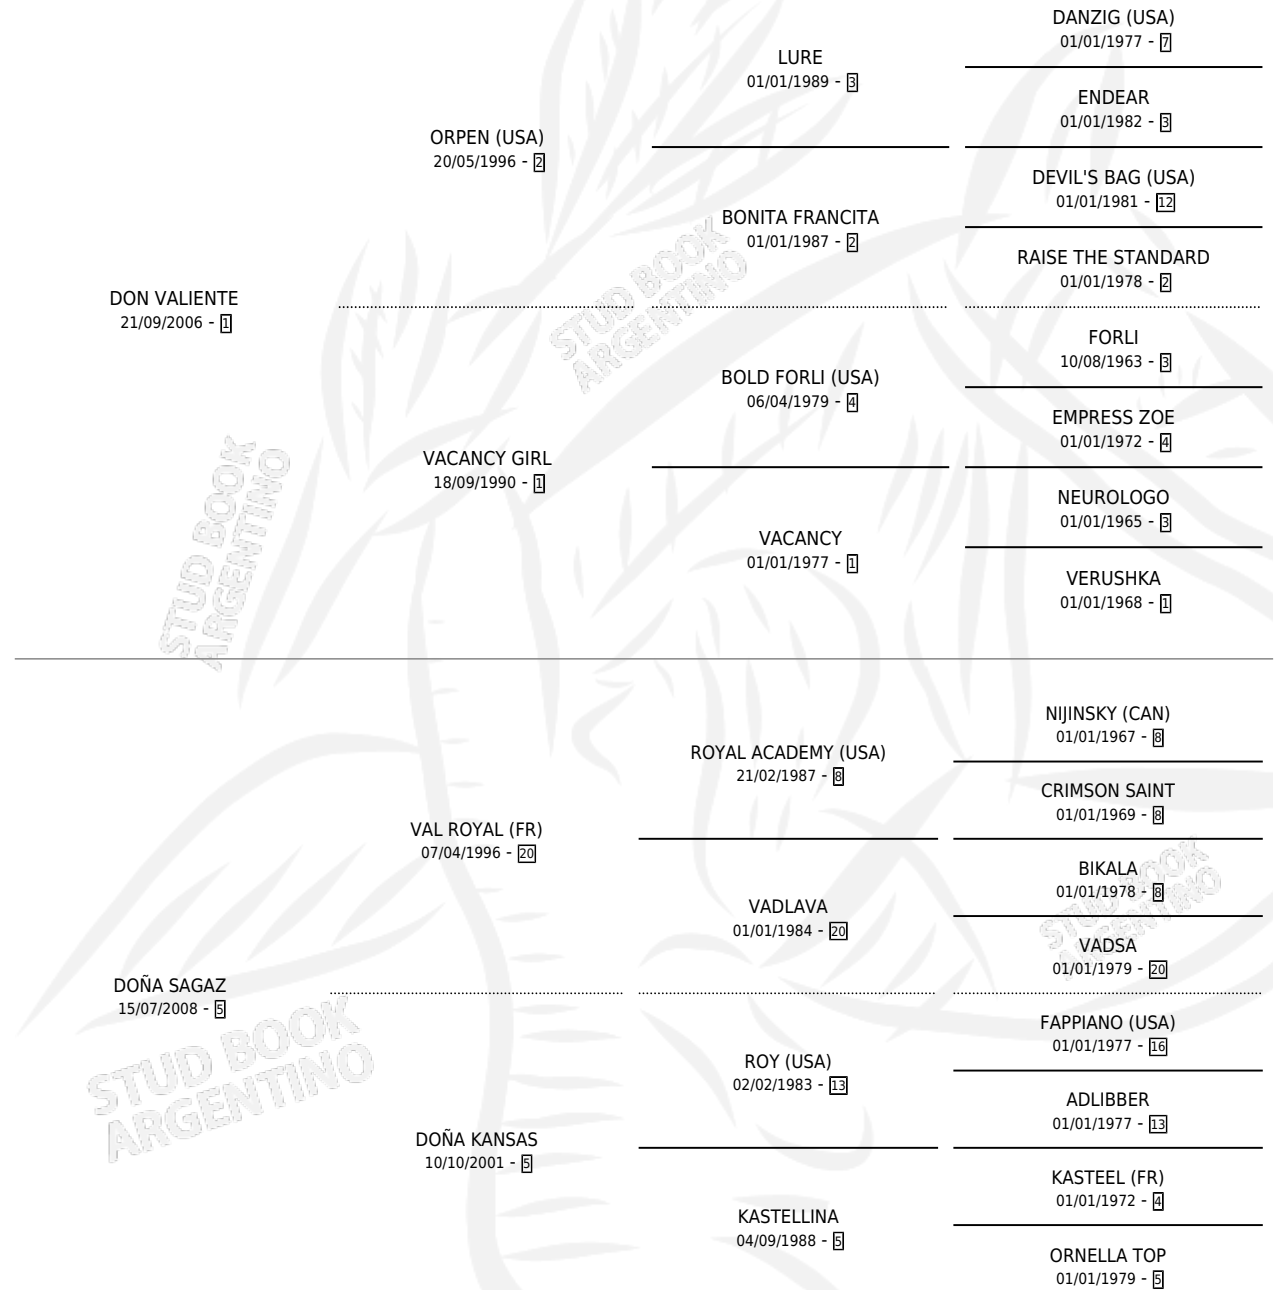 DON VALIENTE
21/09/2006 - 1
ORPEN (USA)
20/05/1996 - 2
VACANCY GIRL
18/09/1990 - 1
LURE
01/01/1989 - 3
BONITA FRANCITA
01/01/1987 - 2
BOLD FORLI (USA)
06/04/1979 - 4
VACANCY
01/01/1977 - 1
DANZIG (USA)
01/01/1977 - 7
ENDEAR
01/01/1982 - 3
DEVIL'S BAG (USA)
01/01/1981 - 12
RAISE THE STANDARD
01/01/1978 - 2
FORLI
10/08/1963 - 3
EMPRESS ZOE
01/01/1972 - 4
NEUROLOGO
01/01/1965 - 3
VERUSHKA
01/01/1968 - 1
STUD BOOK
ARGENTINO
STUD BOOK
ARGENTINO
DOÑA SAGAZ
15/07/2008 - 5
VAL ROYAL (FR)
07/04/1996 - 20
DOÑA KANSAS
10/10/2001 - 5
ROYAL ACADEMY (USA)
21/02/1987 - 8
VADLAVA
01/01/1984 - 20
ROY (USA)
02/02/1983 - 13
KASTELLINA
04/09/1988 - 5
NIJINSKY (CAN)
01/01/1967 - 8
CRIMSON SAINT
01/01/1969 - 8
BIKALA
01/01/1978 - 8
VADSA
01/01/1979 - 20
FAPPIANO (USA)
01/01/1977 - 16
ADLIBBER
01/01/1977 - 13
KASTEEL (FR)
01/01/1972 - 4
ORNELLA TOP
01/01/1979 - 5
STUD BOOK
ARGENTINO
STUD BOOK
ARGENTINO